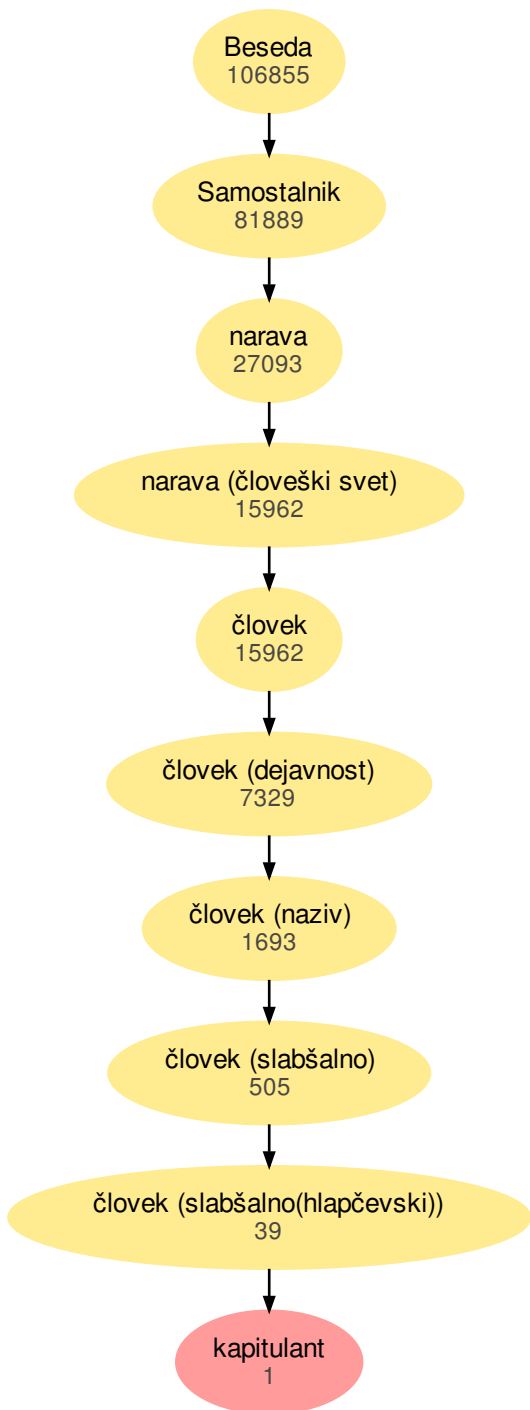 Beseda
106855
Samostalnik
81889
narava
27093
narava (človeški svet)
15962
človek
15962
človek (dejavnost)
7329
človek (naziv)
1693
človek (slabšalno)
505
človek (slabšalno(hlapčevski))
39
kapitulant
1